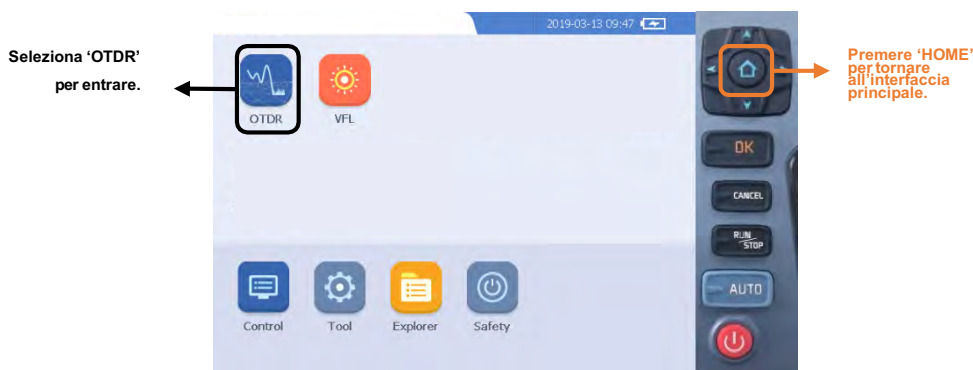 2019-03-13 09:47
Seleziona ‘OTDR’
per entrare.
Premere ‘HOME’
per tornare
all’interfaccia
principale.
OTDR
VFL
OK
CANCEL
RUN
STOP
AUTO
Control
Tool
Explorer
Safety